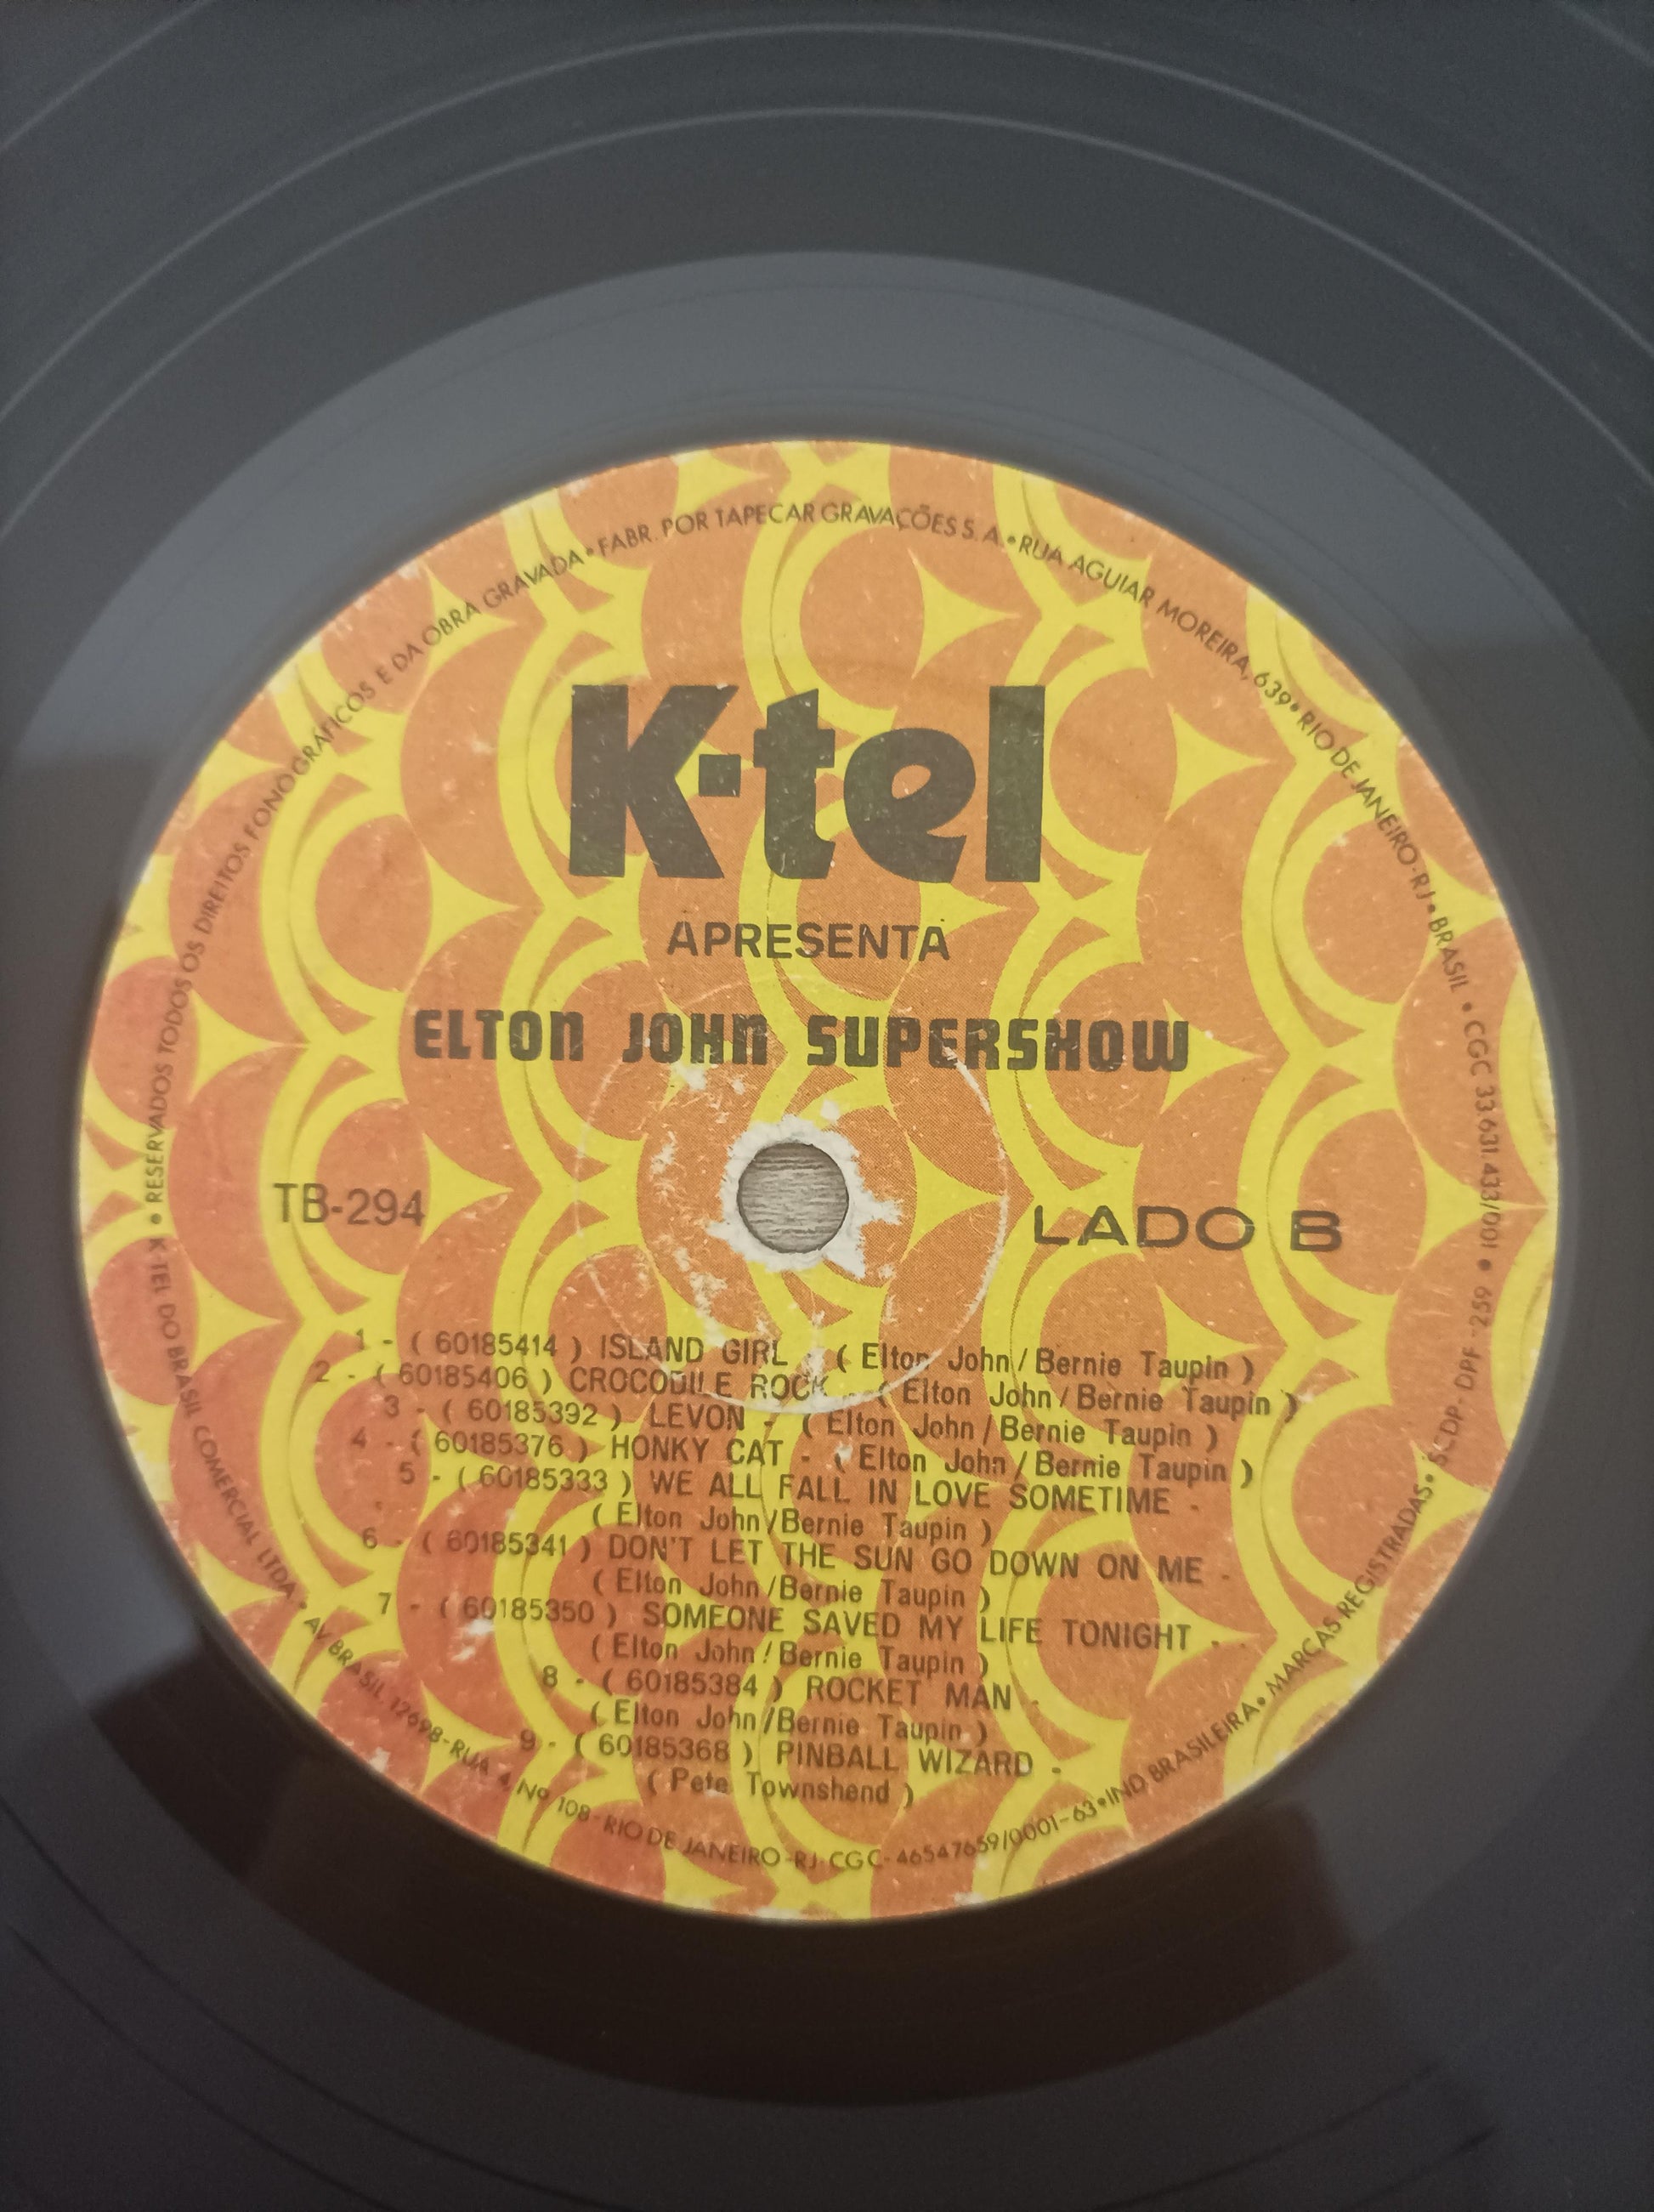 K-tel
APRESENTA
ELTON JOHN SUPERSHOW
TB-294
LADO B
1 - ( 60185414 ) ISLAND GIRL - ( Elton John / Bernie Taupin )
2 - ( 60185406 ) CROCODILE ROCK - ( Elton John / Bernie Taupin )
3 - ( 60185392 ) LEVON - ( Elton John / Bernie Taupin )
4 - ( 60185376 ) HONKY CAT - ( Elton John / Bernie Taupin )
5 - ( 60185333 ) WE ALL FALL IN LOVE SOMETIME -
( Elton John / Bernie Taupin )
6 - ( 60185341 ) DON'T LET THE SUN GO DOWN ON ME -
( Elton John / Bernie Taupin )
7 - ( 60185350 ) SOMEONE SAVED MY LIFE TONIGHT -
( Elton John / Bernie Taupin )
8 - ( 60185384 ) ROCKET MAN -
( Elton John / Bernie Taupin )
9 - ( 60185368 ) PINBALL WIZARD -
( Pete Townshend )
• RESERVADOS TODOS OS DIREITOS FONOGRÁFICOS E DA OBRA GRAVADA • FABR. POR TAPECAR GRAVAÇÕES S.A. • RUA AGUIAR MOREIRA, 639 • RIO DE JANEIRO-RJ • BRASIL • CGC 33.631.433/001 • SCDP-DPF-259
K-TEL DO BRASIL COMERCIAL LTDA • AV BRASIL 12698-RUA 4 Nº 108-RIO DE JANEIRO-RJ-CGC-46547659/0001-63 • IND BRASILEIRA • MARCAS REGISTRADAS •